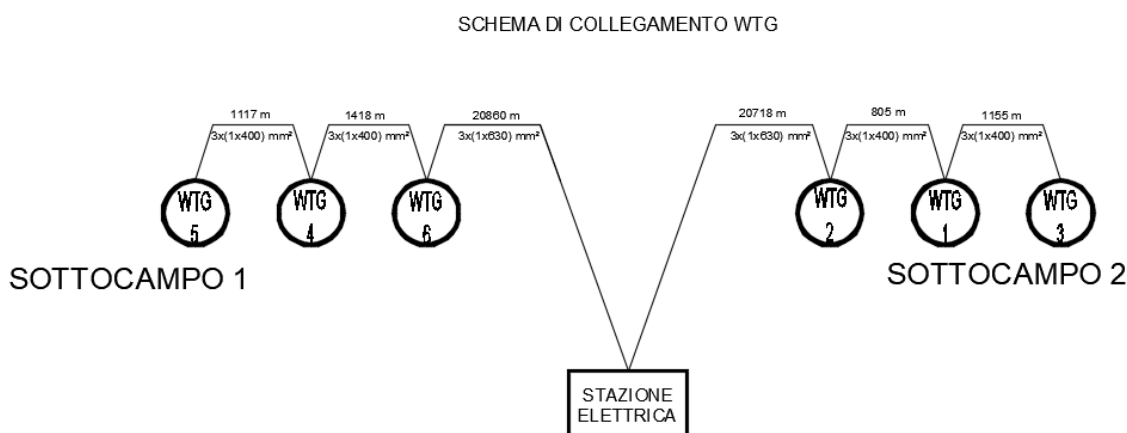 SCHEMA DI COLLEGAMENTO WTG
1117 m
3x(1x400) mm²
1418 m
3x(1x400) mm²
20860 m
3x(1x630) mm²
20718 m
3x(1x630) mm²
805 m
3x(1x400) mm²
1155 m
3x(1x400) mm²
WTG
5
WTG
4
WTG
6
WTG
2
WTG
1
WTG
3
SOTTOCAMPO 1
SOTTOCAMPO 2
STAZIONE
ELETTRICA